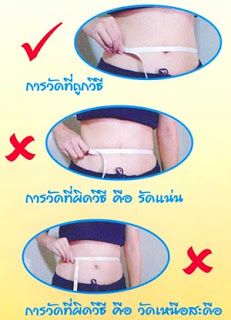 การวัดที่ถูกวิธี
การวัดที่ผิดวิธี คือ รัดแน่น
การวัดที่ผิดวิธี คือ วัดเหนือสะดือ